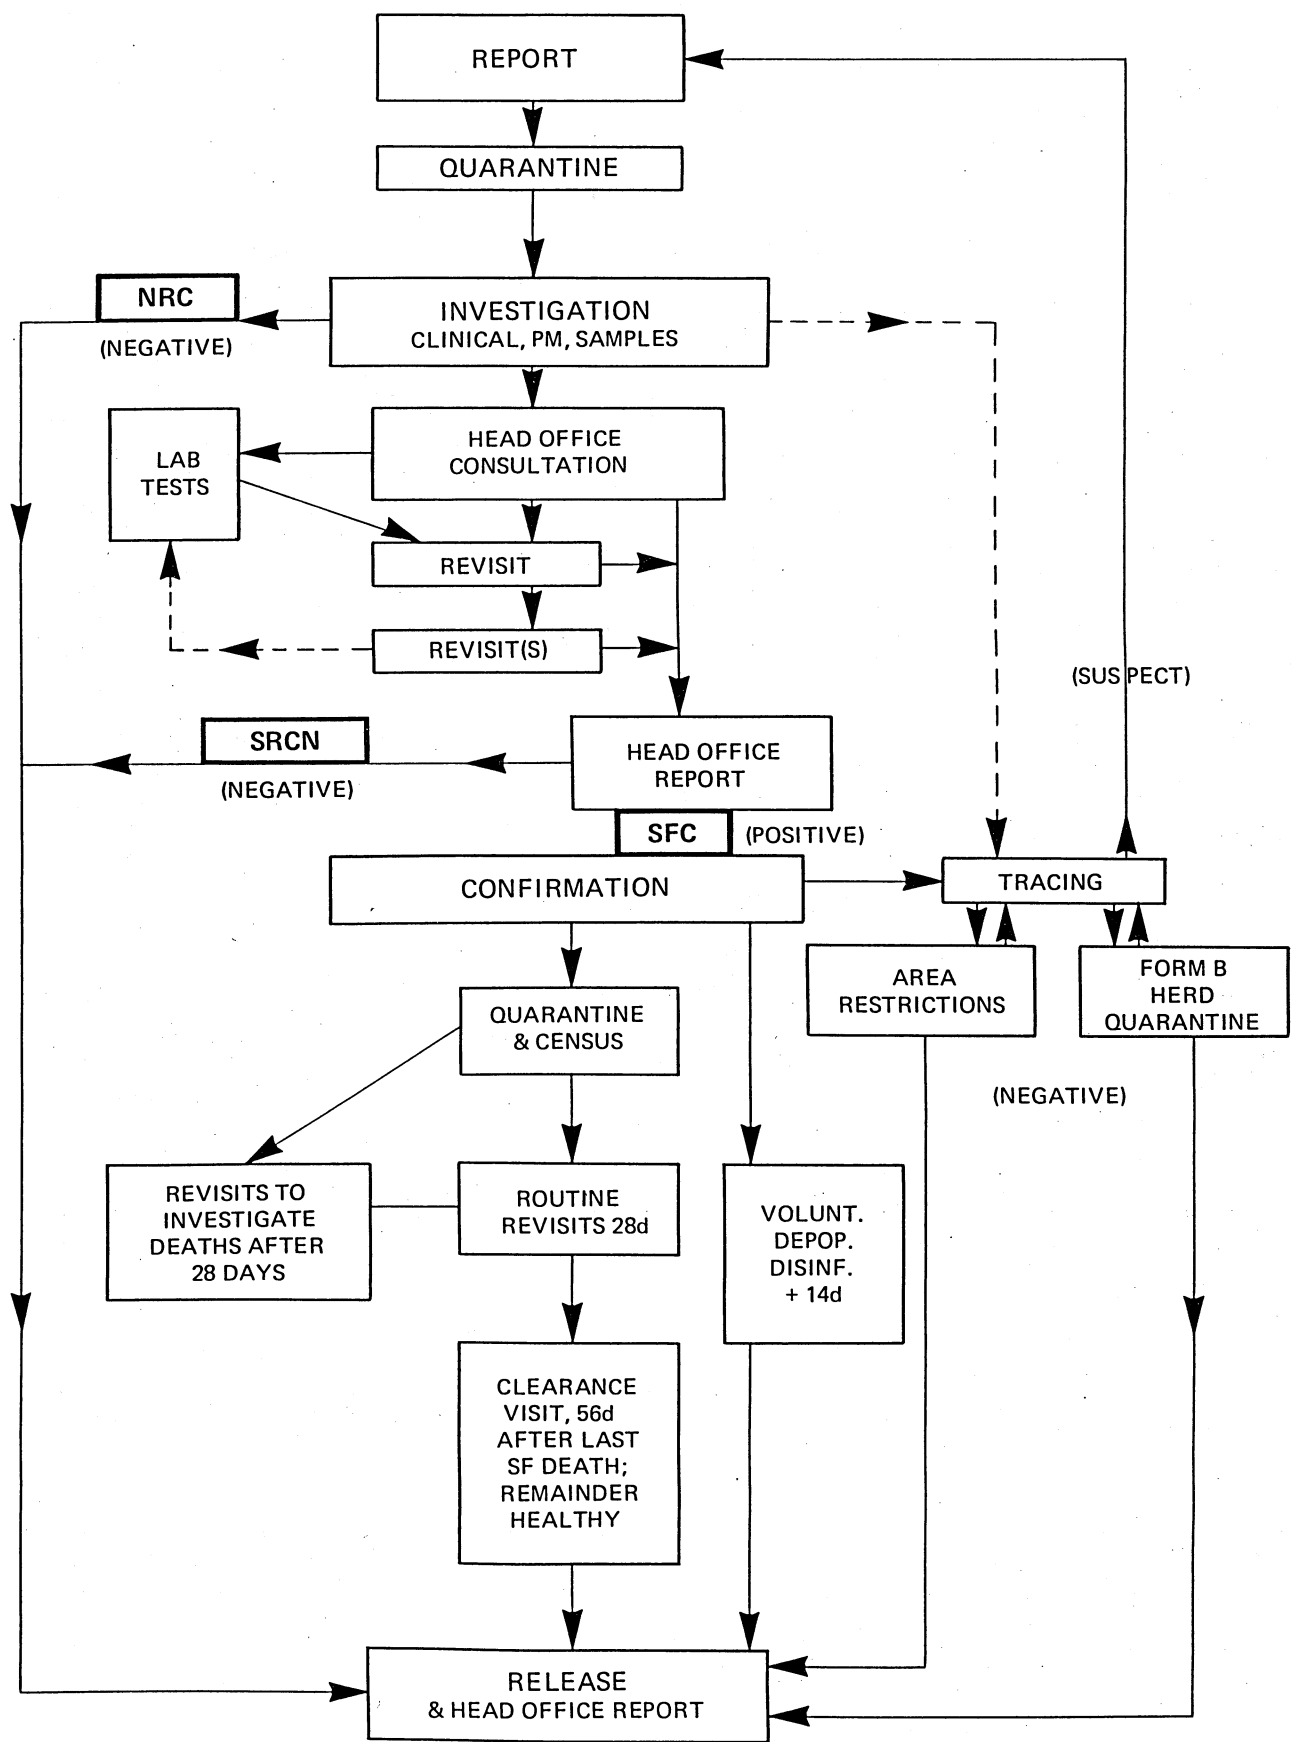 REPORT
QUARANTINE
NRC
(NEGATIVE)
INVESTIGATION
CLINICAL, PM, SAMPLES
LAB
TESTS
HEAD OFFICE
CONSULTATION
REVISIT
REVISIT(S)
(SUSPECT)
SRCN
(NEGATIVE)
HEAD OFFICE
REPORT
SFC
(POSITIVE)
CONFIRMATION
TRACING
AREA
RESTRICTIONS
FORM B
HERD
QUARANTINE
QUARANTINE
& CENSUS
(NEGATIVE)
REVISITS TO
INVESTIGATE
DEATHS AFTER
28 DAYS
ROUTINE
REVISITS 28d
VOLUNT.
DEPOP.
DISINF.
+ 14d
CLEARANCE
VISIT, 56d
AFTER LAST
SF DEATH;
REMAINDER
HEALTHY
RELEASE
& HEAD OFFICE REPORT